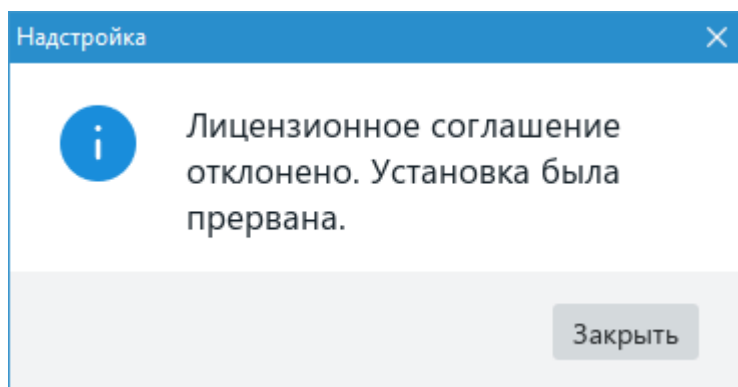 Надстройка
Лицензионное соглашение
отклонено. Установка была
прервана.
Закрыть